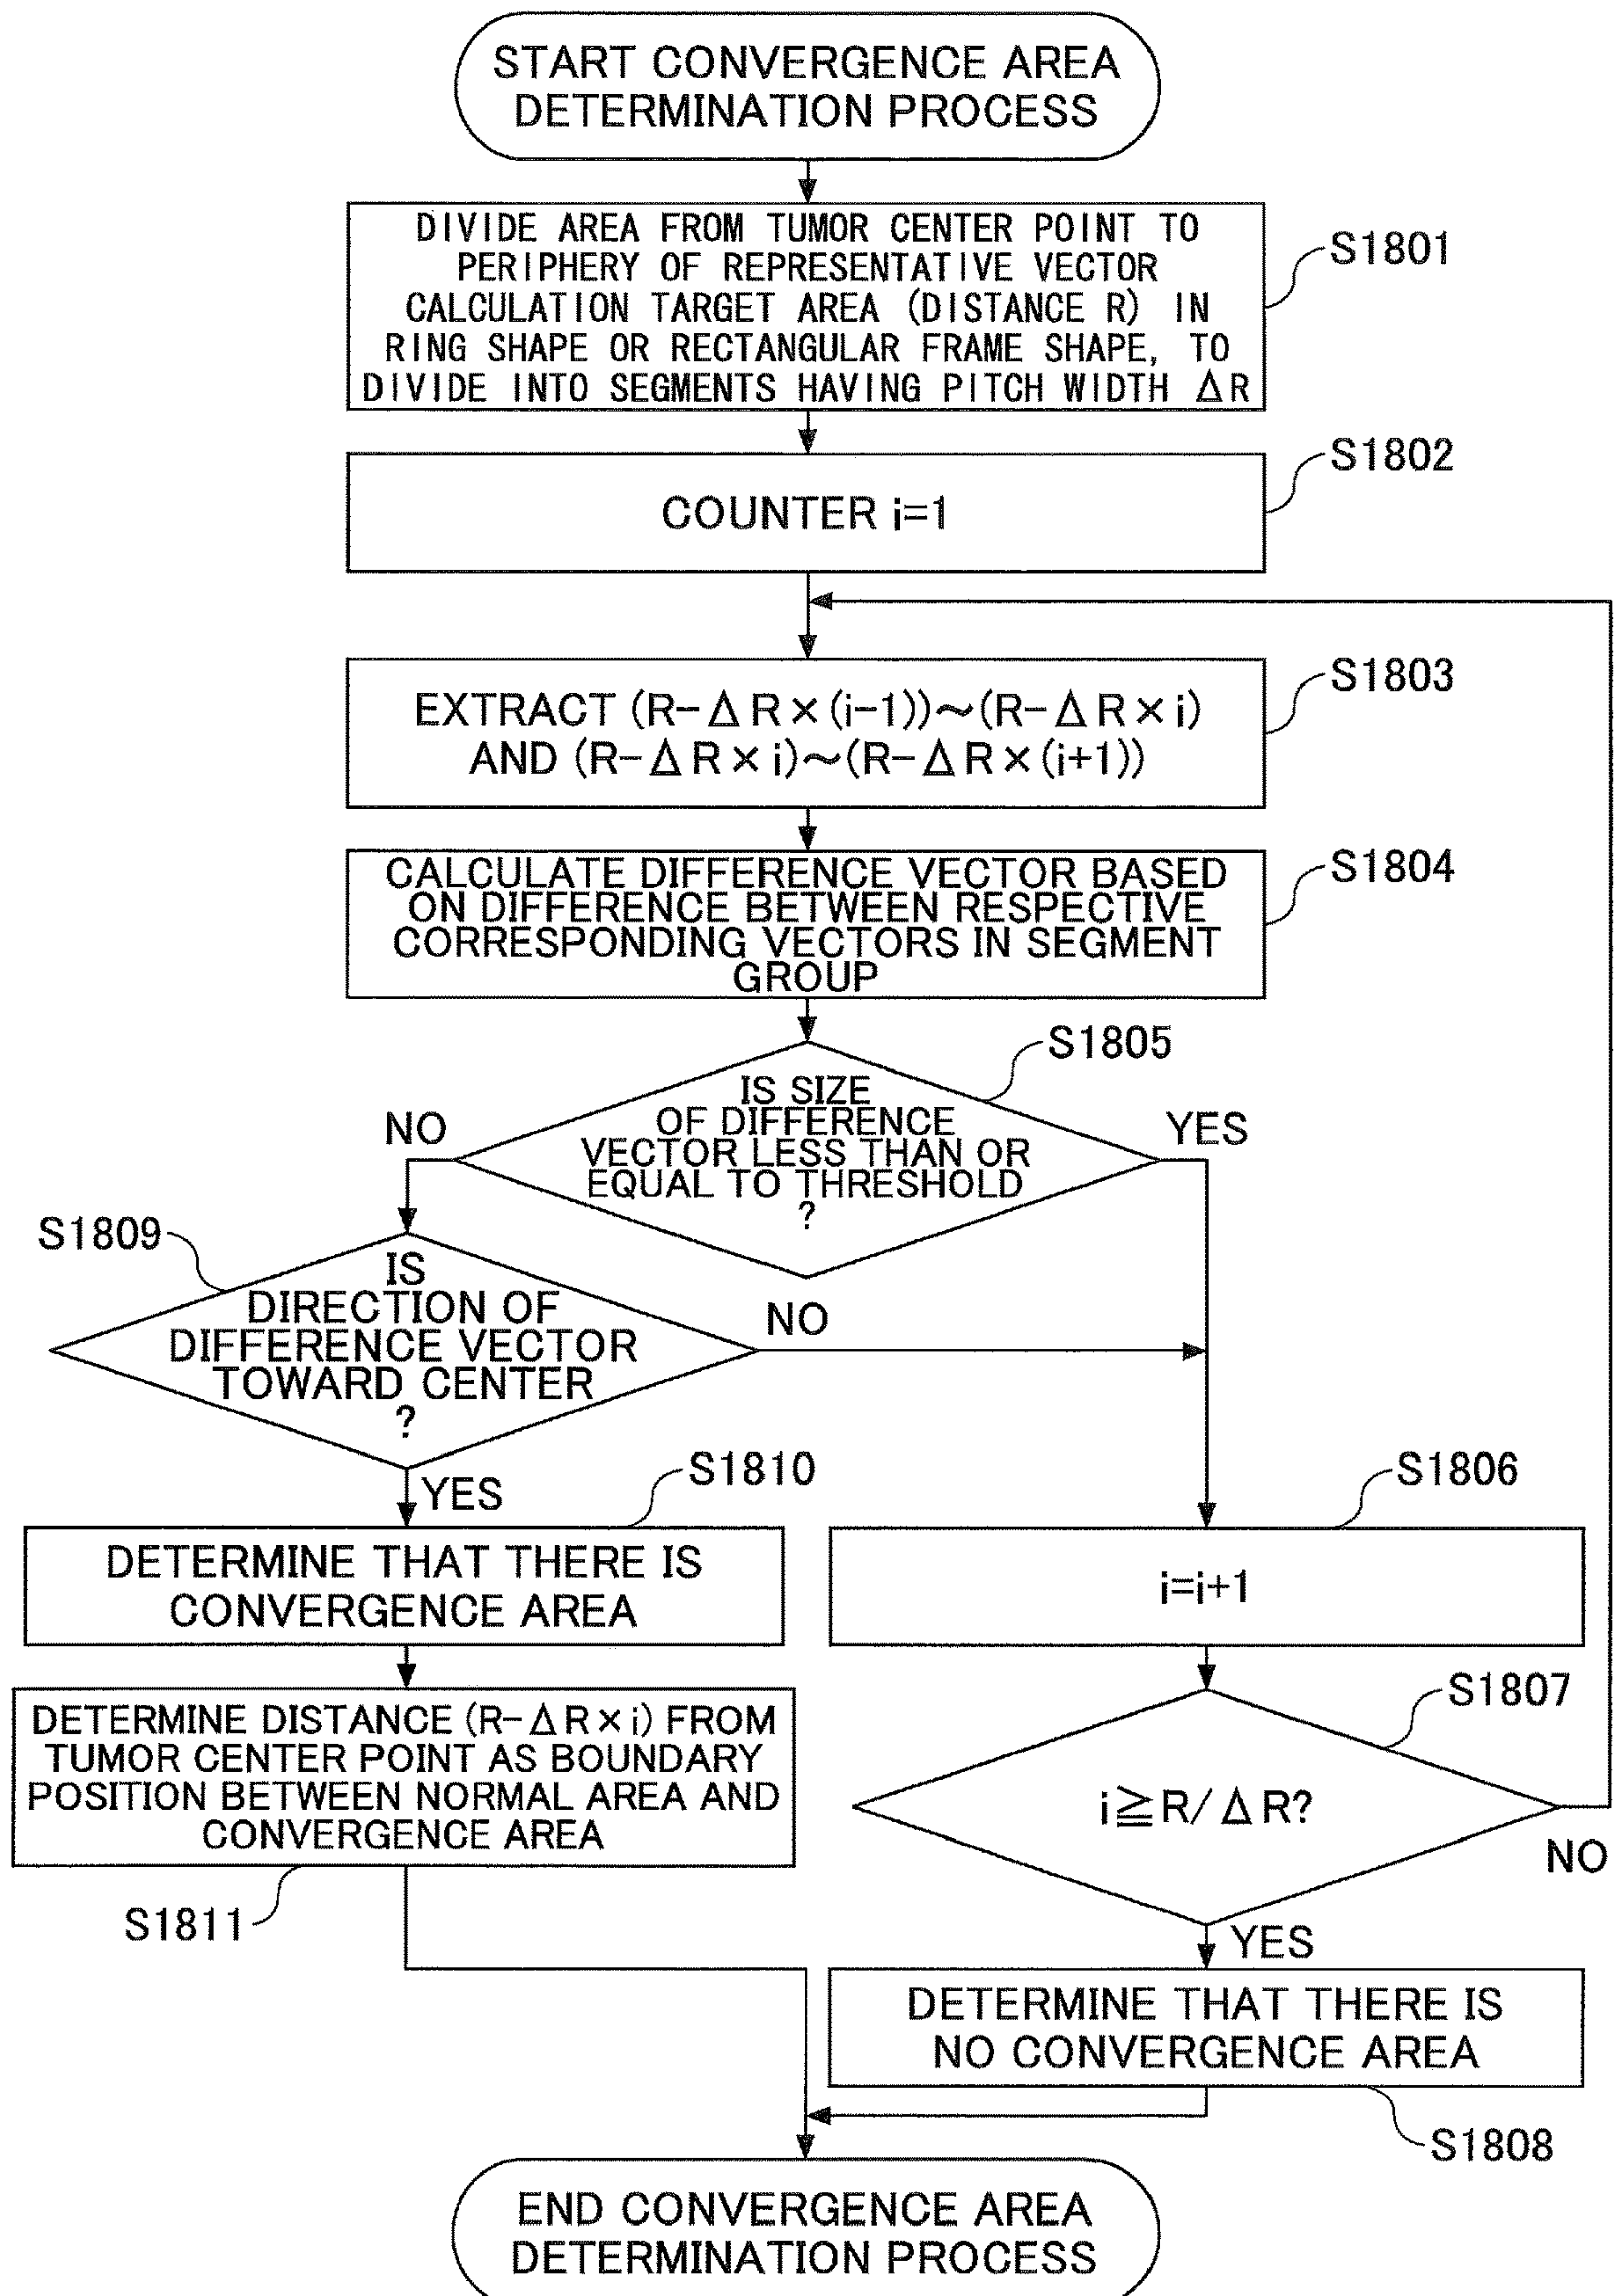 START CONVERGENCE AREA
DETERMINATION PROCESS
DIVIDE AREA FROM TUMOR CENTER POINT TO
PERIPHERY OF REPRESENTATIVE VECTOR
CALCULATION TARGET AREA (DISTANCE R) IN
RING SHAPE OR RECTANGULAR FRAME SHAPE, TO
DIVIDE INTO SEGMENTS HAVING PITCH WIDTH ΔR
S1801
COUNTER i=1
S1802
EXTRACT (R-ΔR×(i-1))~(R-ΔR×i)
AND (R-ΔR×i)~(R-ΔR×(i+1))
S1803
CALCULATE DIFFERENCE VECTOR BASED
ON DIFFERENCE BETWEEN RESPECTIVE
CORRESPONDING VECTORS IN SEGMENT
GROUP
S1804
IS SIZE
OF DIFFERENCE
VECTOR LESS THAN OR
EQUAL TO THRESHOLD
?
S1805
NO
YES
S1809
IS
DIRECTION OF
DIFFERENCE VECTOR
TOWARD CENTER
?
NO
YES
S1810
DETERMINE THAT THERE IS
CONVERGENCE AREA
S1806
i=i+1
DETERMINE DISTANCE (R-ΔR×i) FROM
TUMOR CENTER POINT AS BOUNDARY
POSITION BETWEEN NORMAL AREA AND
CONVERGENCE AREA
S1811
S1807
i≧R/ΔR?
NO
YES
DETERMINE THAT THERE IS
NO CONVERGENCE AREA
S1808
END CONVERGENCE AREA
DETERMINATION PROCESS